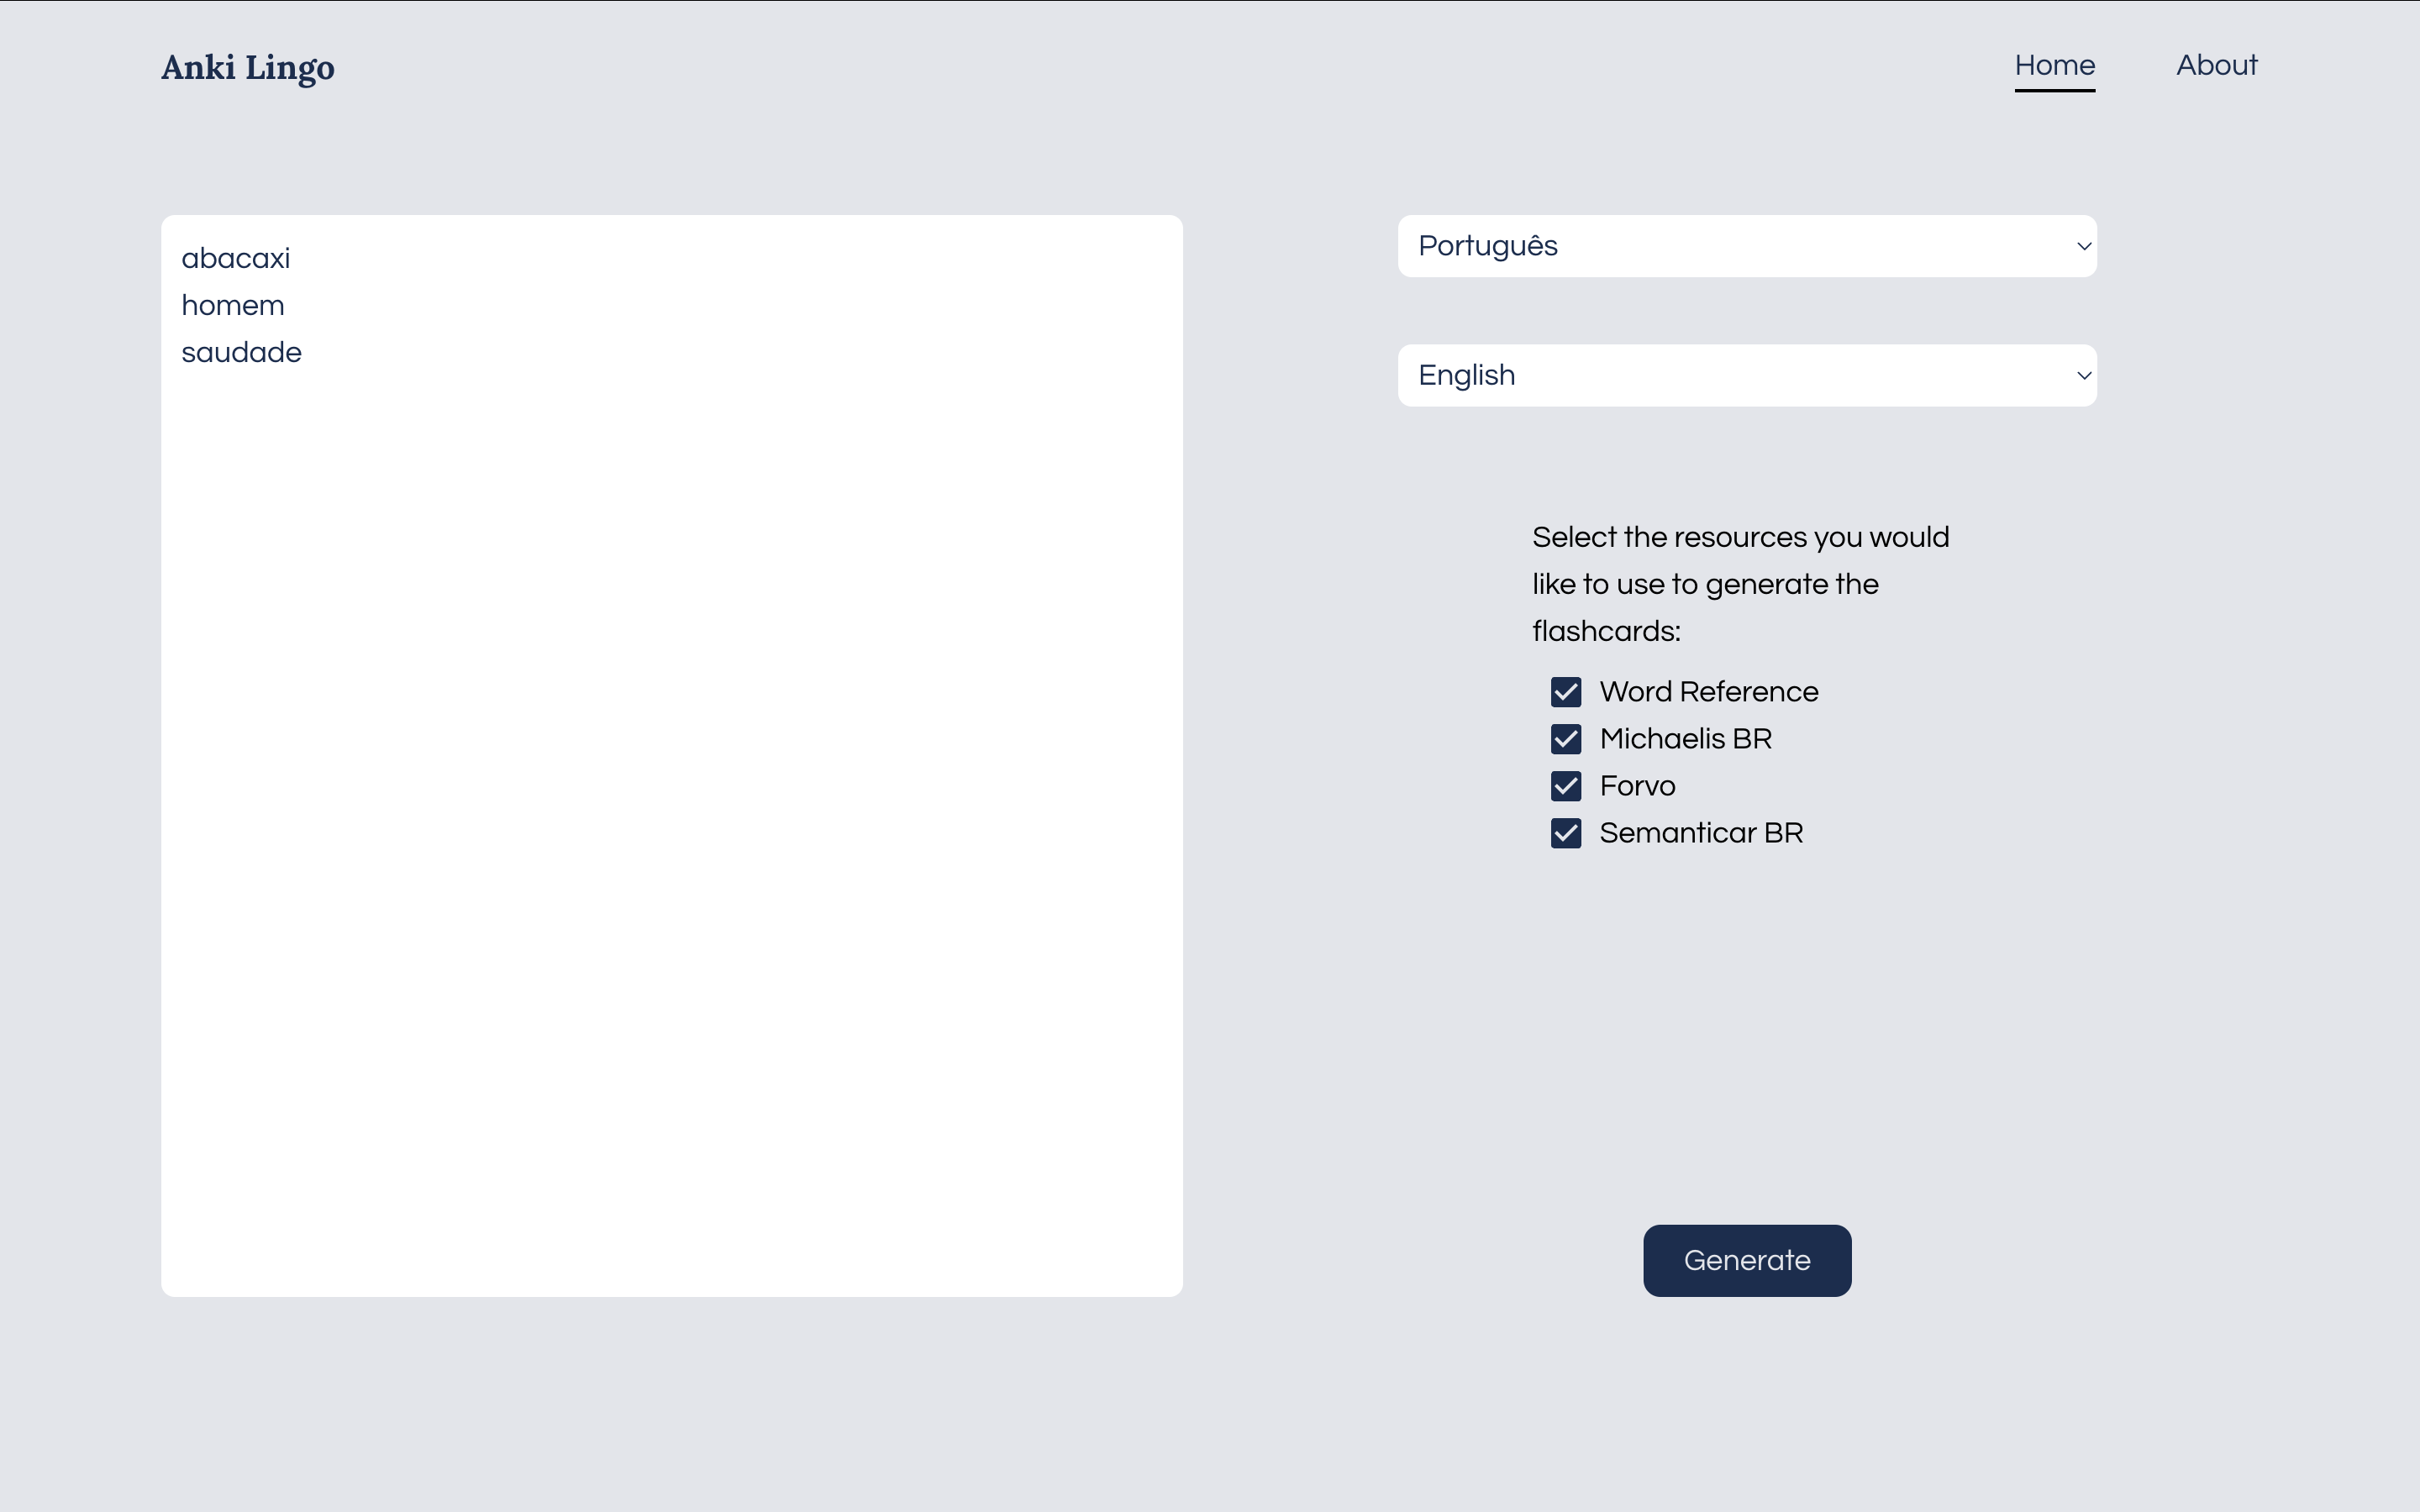 Anki Lingo
Home
About
abacaxi
homem
saudade
Português
English
Select the resources you would
like to use to generate the
flashcards:
Word Reference
Michaelis BR
Forvo
Semanticar BR
Generate